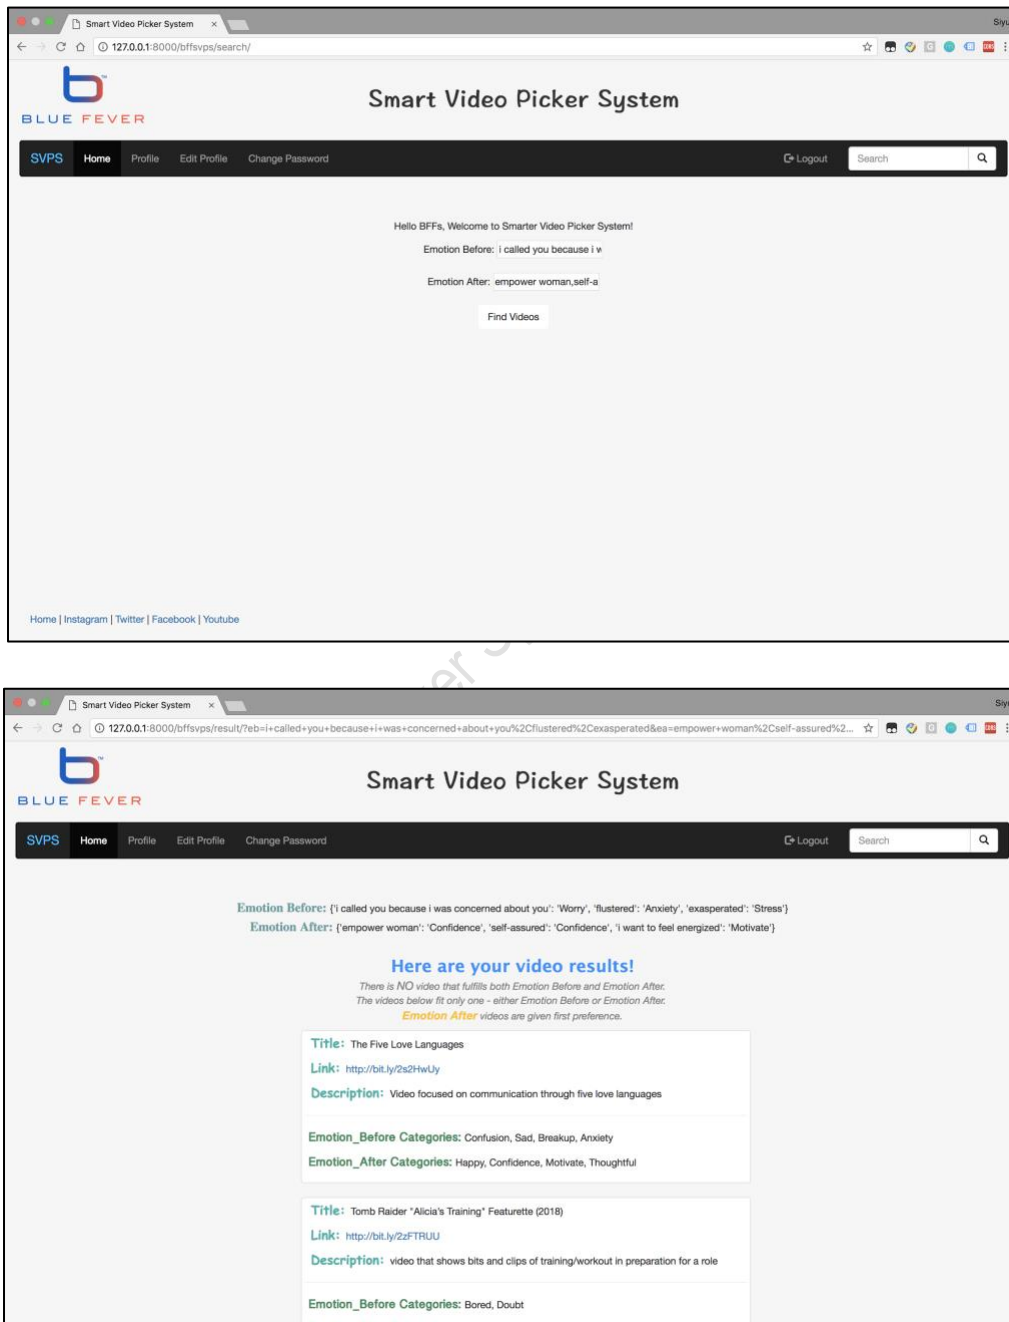 Smart Video Picker System
Siyu
127.0.0.1:8000/bffsvps/search/
BLUE FEVER
Smart Video Picker System
SVPS Home Profile Edit Profile Change Password Logout Search
Hello BFFs, Welcome to Smarter Video Picker System!
Emotion Before: i called you because i w
Emotion After: empower woman,self-a
Find Videos
Home | Instagram | Twitter | Facebook | Youtube
Smart Video Picker System
Siy
127.0.0.1:8000/bffsvps/result/?eb=i+called+you+because+i+was+concerned+about+you%2Cflustered%2Cexasperated&ea=empower+woman%2Cself-assured%2...
BLUE FEVER
Smart Video Picker System
SVPS Home Profile Edit Profile Change Password Logout Search
Emotion Before: {'i called you because i was concerned about you': 'Worry', 'flustered': 'Anxiety', 'exasperated': 'Stress'}
Emotion After: {'empower woman': 'Confidence', 'self-assured': 'Confidence', 'i want to feel energized': 'Motivate'}
Here are your video results!
There is NO video that fulfills both Emotion Before and Emotion After.
The videos below fit only one - either Emotion Before or Emotion After.
Emotion After videos are given first preference.
Title: The Five Love Languages
Link: http://bit.ly/2s2HwUy
Description: Video focused on communication through five love languages
Emotion_Before Categories: Confusion, Sad, Breakup, Anxiety
Emotion_After Categories: Happy, Confidence, Motivate, Thoughtful
Title: Tomb Raider "Alicia's Training" Featurette (2018)
Link: http://bit.ly/2zFTRUU
Description: video that shows bits and clips of training/workout in preparation for a role
Emotion_Before Categories: Bored, Doubt